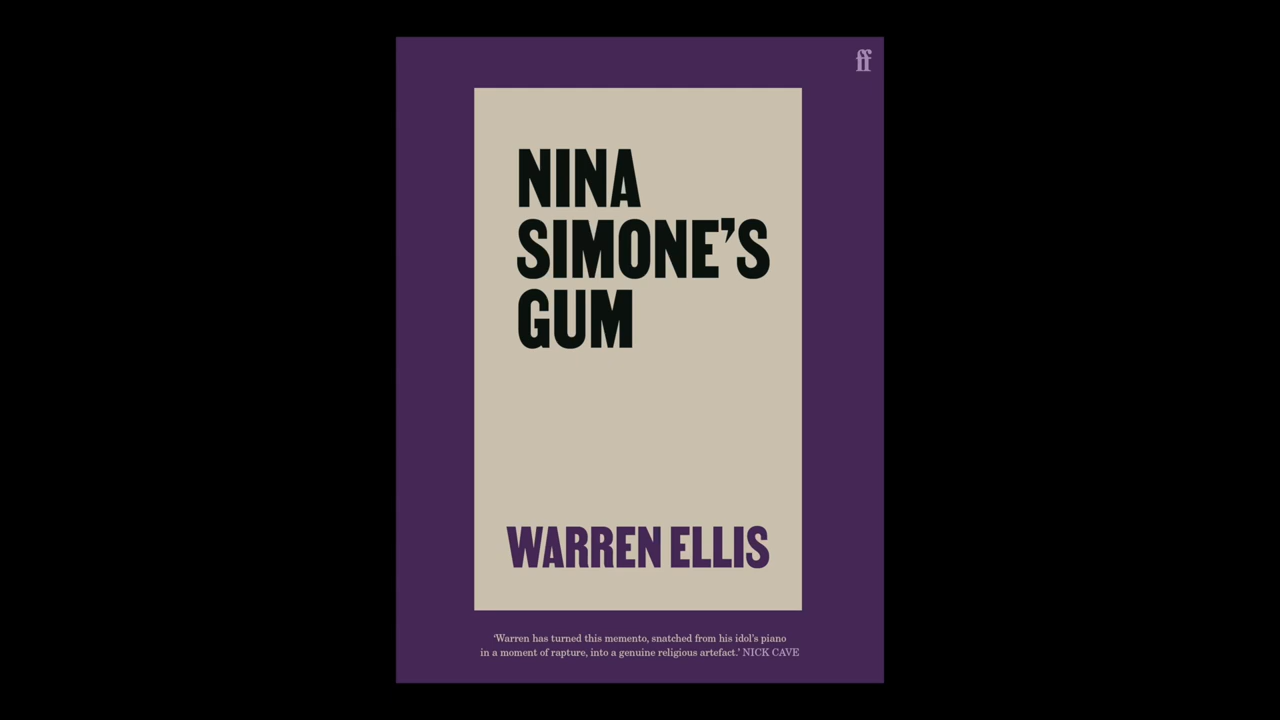 ff
NINA
SIMONE’S
GUM
WARREN ELLIS
‘Warren has turned this memento, snatched from his idol’s piano
in a moment of rapture, into a genuine religious artefact.’ NICK CAVE